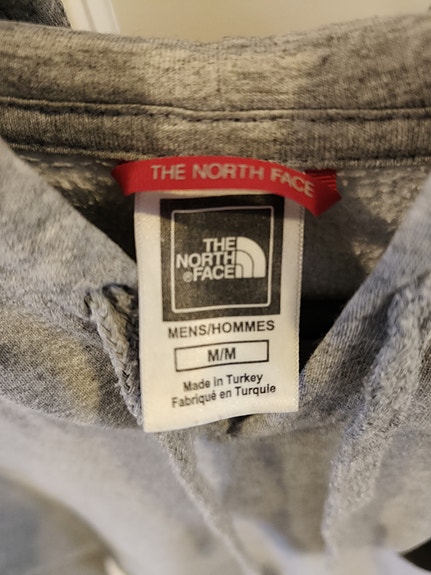 THE NORTH FACE
THE
NORTH
FACE
MENS/HOMMES
M/M
Made in Turkey
Fabriqué en Turquie